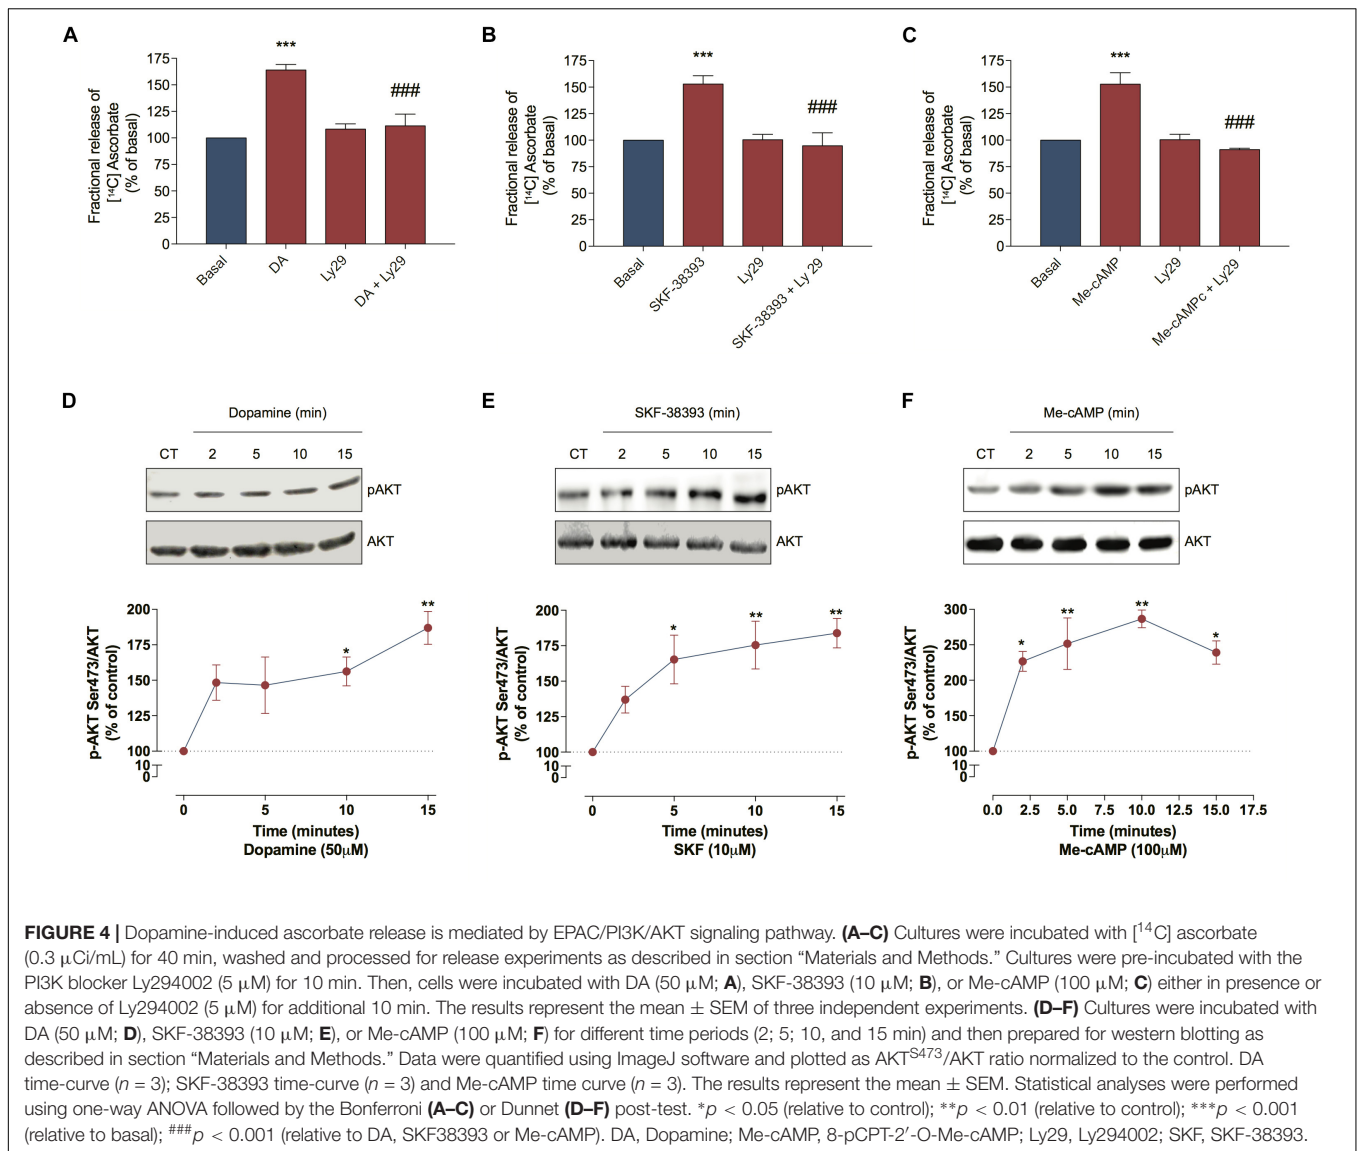 A
Fractional release of
[¹⁴C] Ascorbate
(% of basal)
175
150
125
100
75
50
25
0
***
###
Basal
DA
Ly29
DA + Ly29
B
Fractional release of
[¹⁴C] Ascorbate
(% of basal)
175
150
125
100
75
50
25
0
***
###
Basal
SKF-38393
Ly29
SKF-38393 + Ly 29
C
Fractional release of
[¹⁴C] Ascorbate
(% of basal)
175
150
125
100
75
50
25
0
***
###
Basal
Me-cAMP
Ly29
Me-cAMPc + Ly29
D
Dopamine (min)
CT 2 5 10 15
pAKT
AKT
p-AKT Ser473/AKT
(% of control)
200
175
150
125
100
10
0
*
**
0 5 10 15
Time (minutes)
Dopamine (50μM)
E
SKF-38393 (min)
CT 2 5 10 15
pAKT
AKT
p-AKT Ser473/AKT
(% of control)
200
175
150
125
100
10
0
*
**
**
0 5 10 15
Time (minutes)
SKF (10μM)
F
Me-cAMP (min)
CT 2 5 10 15
pAKT
AKT
p-AKT Ser473/AKT
(% of control)
300
250
200
150
100
10
0
*
**
**
*
0.0 2.5 5.0 7.5 10.0 12.5 15.0 17.5
Time (minutes)
Me-cAMP (100μM)
FIGURE 4 | Dopamine-induced ascorbate release is mediated by EPAC/PI3K/AKT signaling pathway. (A–C) Cultures were incubated with [¹⁴C] ascorbate
(0.3 μCi/mL) for 40 min, washed and processed for release experiments as described in section “Materials and Methods.” Cultures were pre-incubated with the
PI3K blocker Ly294002 (5 μM) for 10 min. Then, cells were incubated with DA (50 μM; A), SKF-38393 (10 μM; B), or Me-cAMP (100 μM; C) either in presence or
absence of Ly294002 (5 μM) for additional 10 min. The results represent the mean ± SEM of three independent experiments. (D–F) Cultures were incubated with
DA (50 μM; D), SKF-38393 (10 μM; E), or Me-cAMP (100 μM; F) for different time periods (2; 5; 10, and 15 min) and then prepared for western blotting as
described in section “Materials and Methods.” Data were quantified using ImageJ software and plotted as AKT^S473/AKT ratio normalized to the control. DA
time-curve (n = 3); SKF-38393 time-curve (n = 3) and Me-cAMP time curve (n = 3). The results represent the mean ± SEM. Statistical analyses were performed
using one-way ANOVA followed by the Bonferroni (A–C) or Dunnet (D–F) post-test. *p < 0.05 (relative to control); **p < 0.01 (relative to control); ***p < 0.001
(relative to basal); ###p < 0.001 (relative to DA, SKF38393 or Me-cAMP). DA, Dopamine; Me-cAMP, 8-pCPT-2′-O-Me-cAMP; Ly29, Ly294002; SKF, SKF-38393.